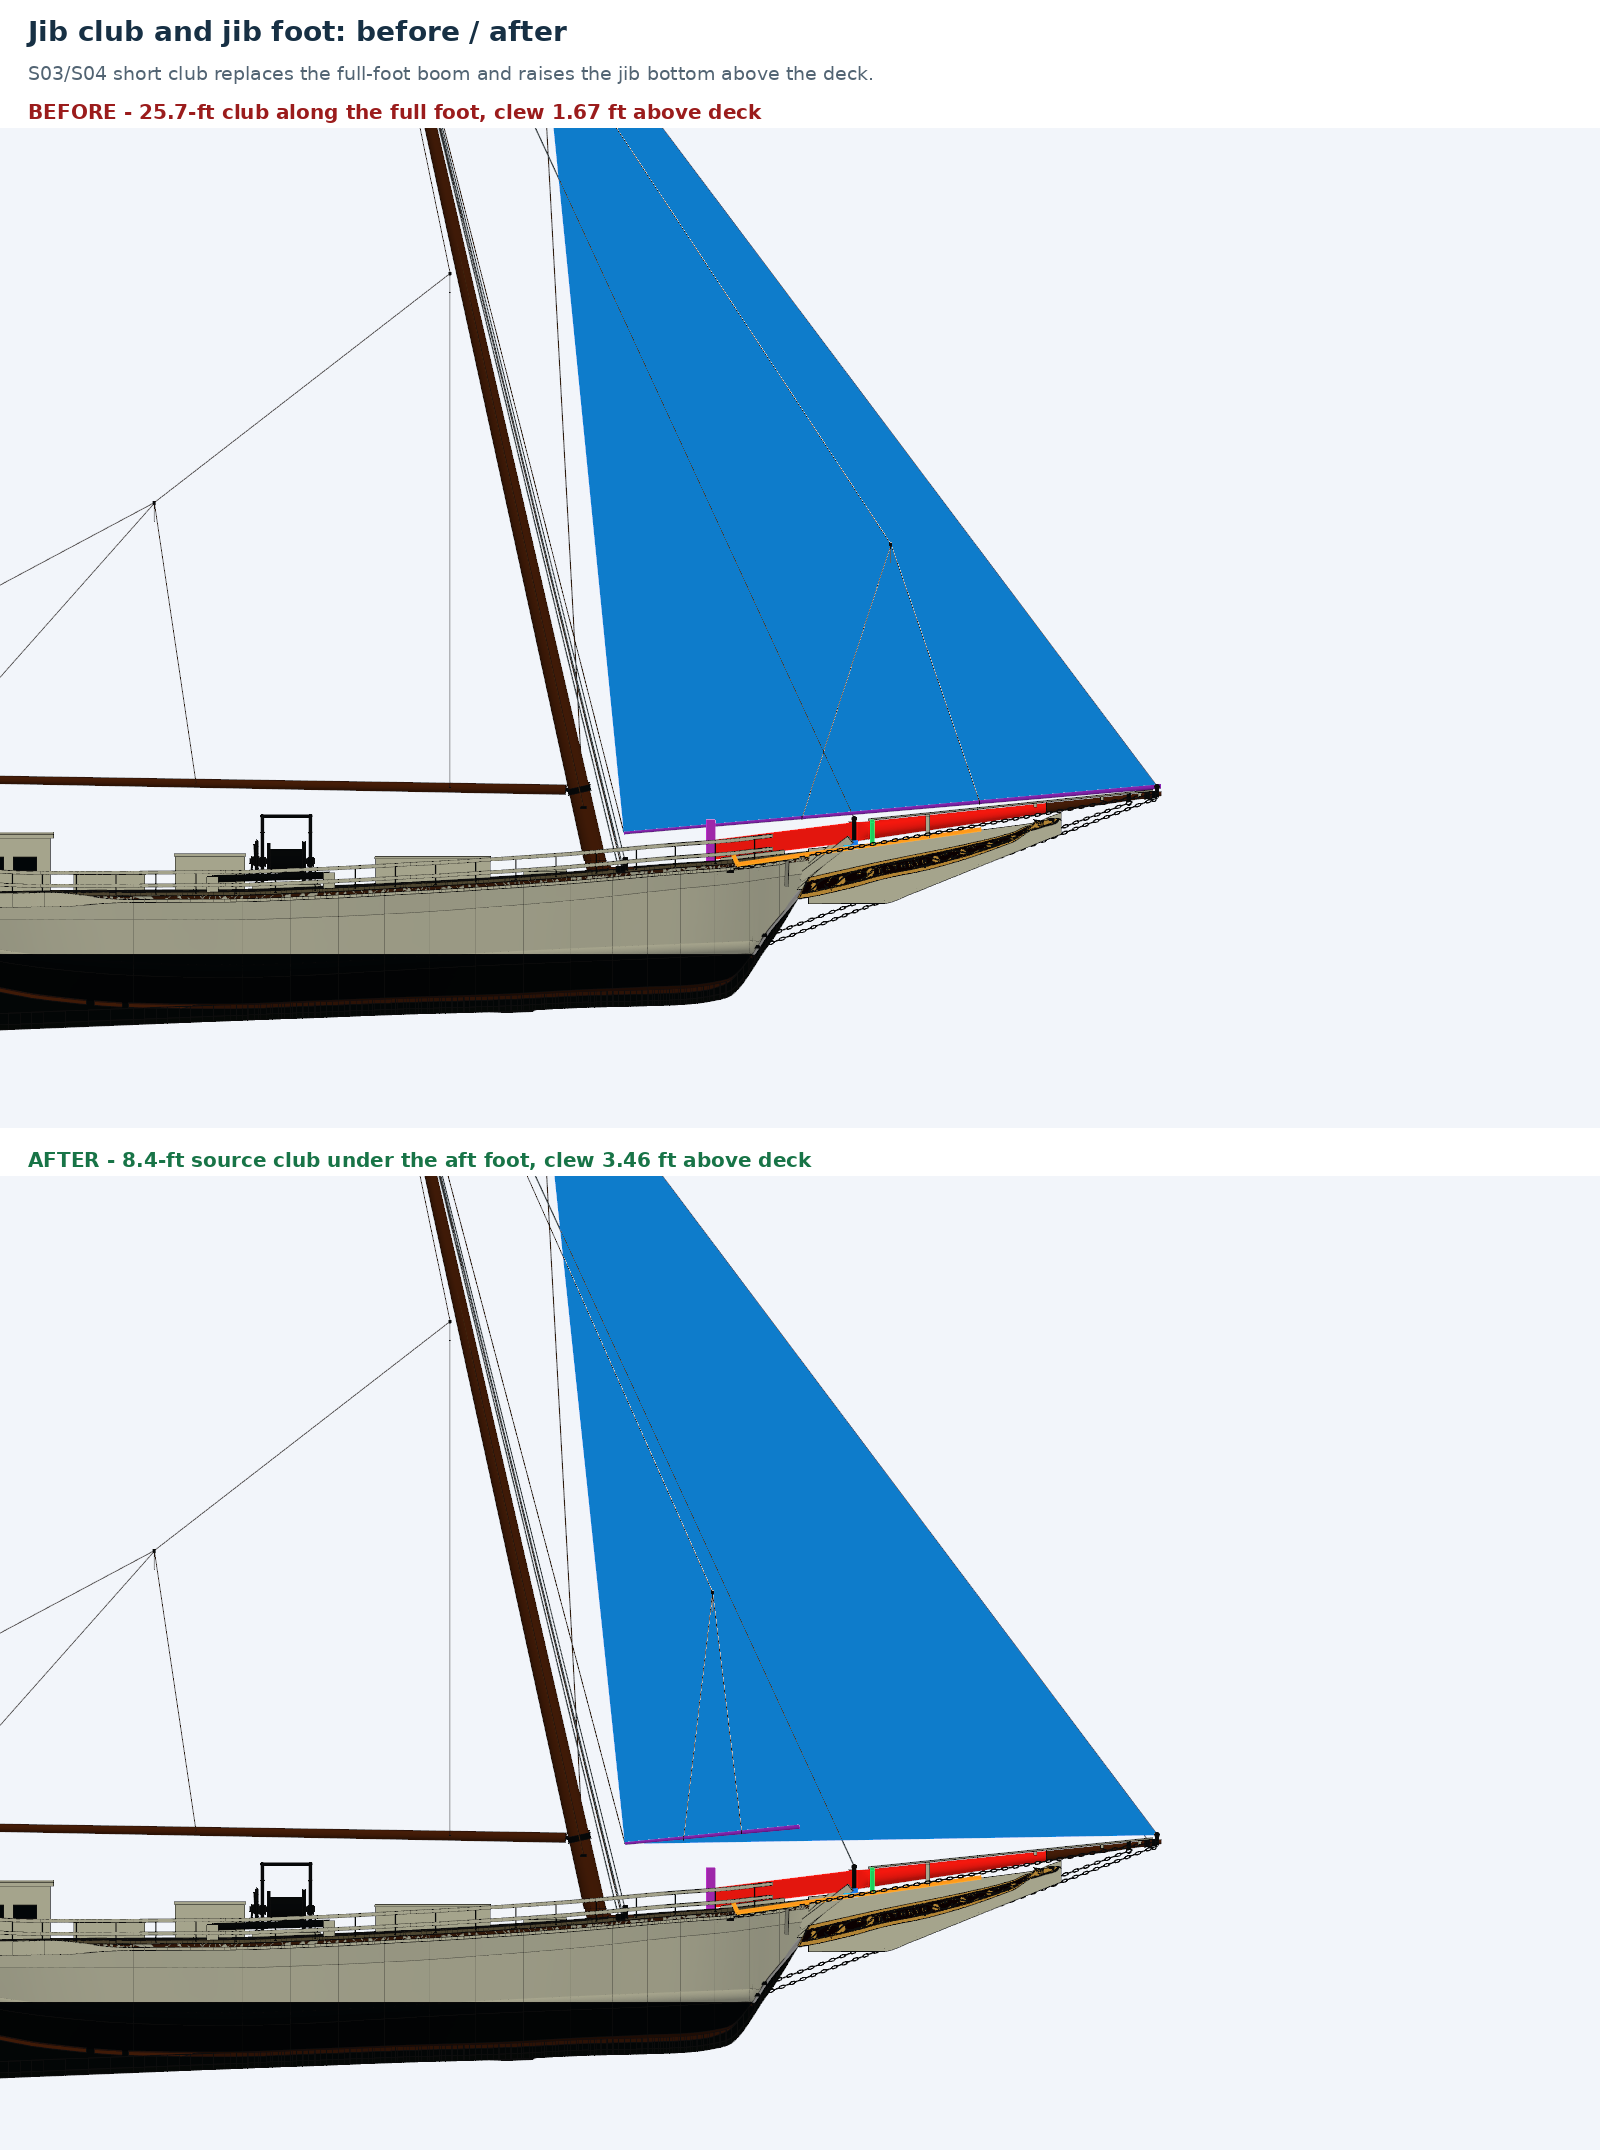 Jib club and jib foot: before / after
S03/S04 short club replaces the full-foot boom and raises the jib bottom above the deck.
BEFORE - 25.7-ft club along the full foot, clew 1.67 ft above deck
AFTER - 8.4-ft source club under the aft foot, clew 3.46 ft above deck